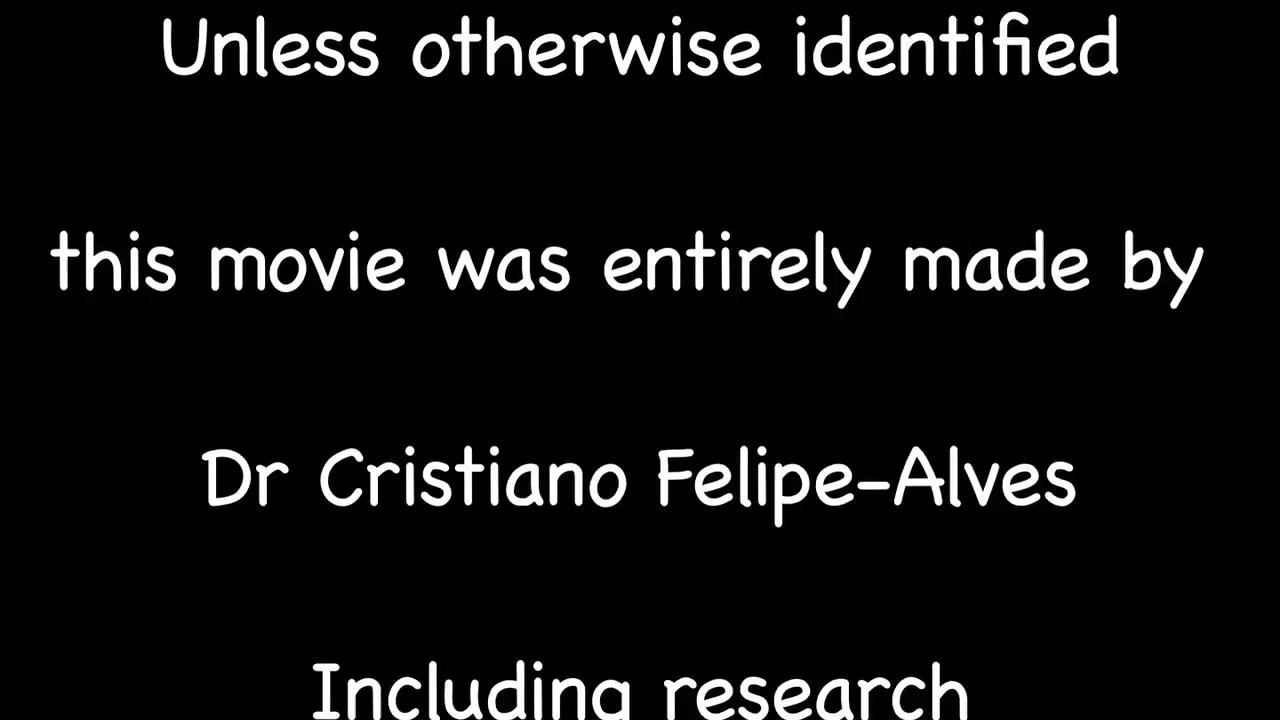 Unless otherwise identified
this movie was entirely made by
Dr Cristiano Felipe-Alves
Including research